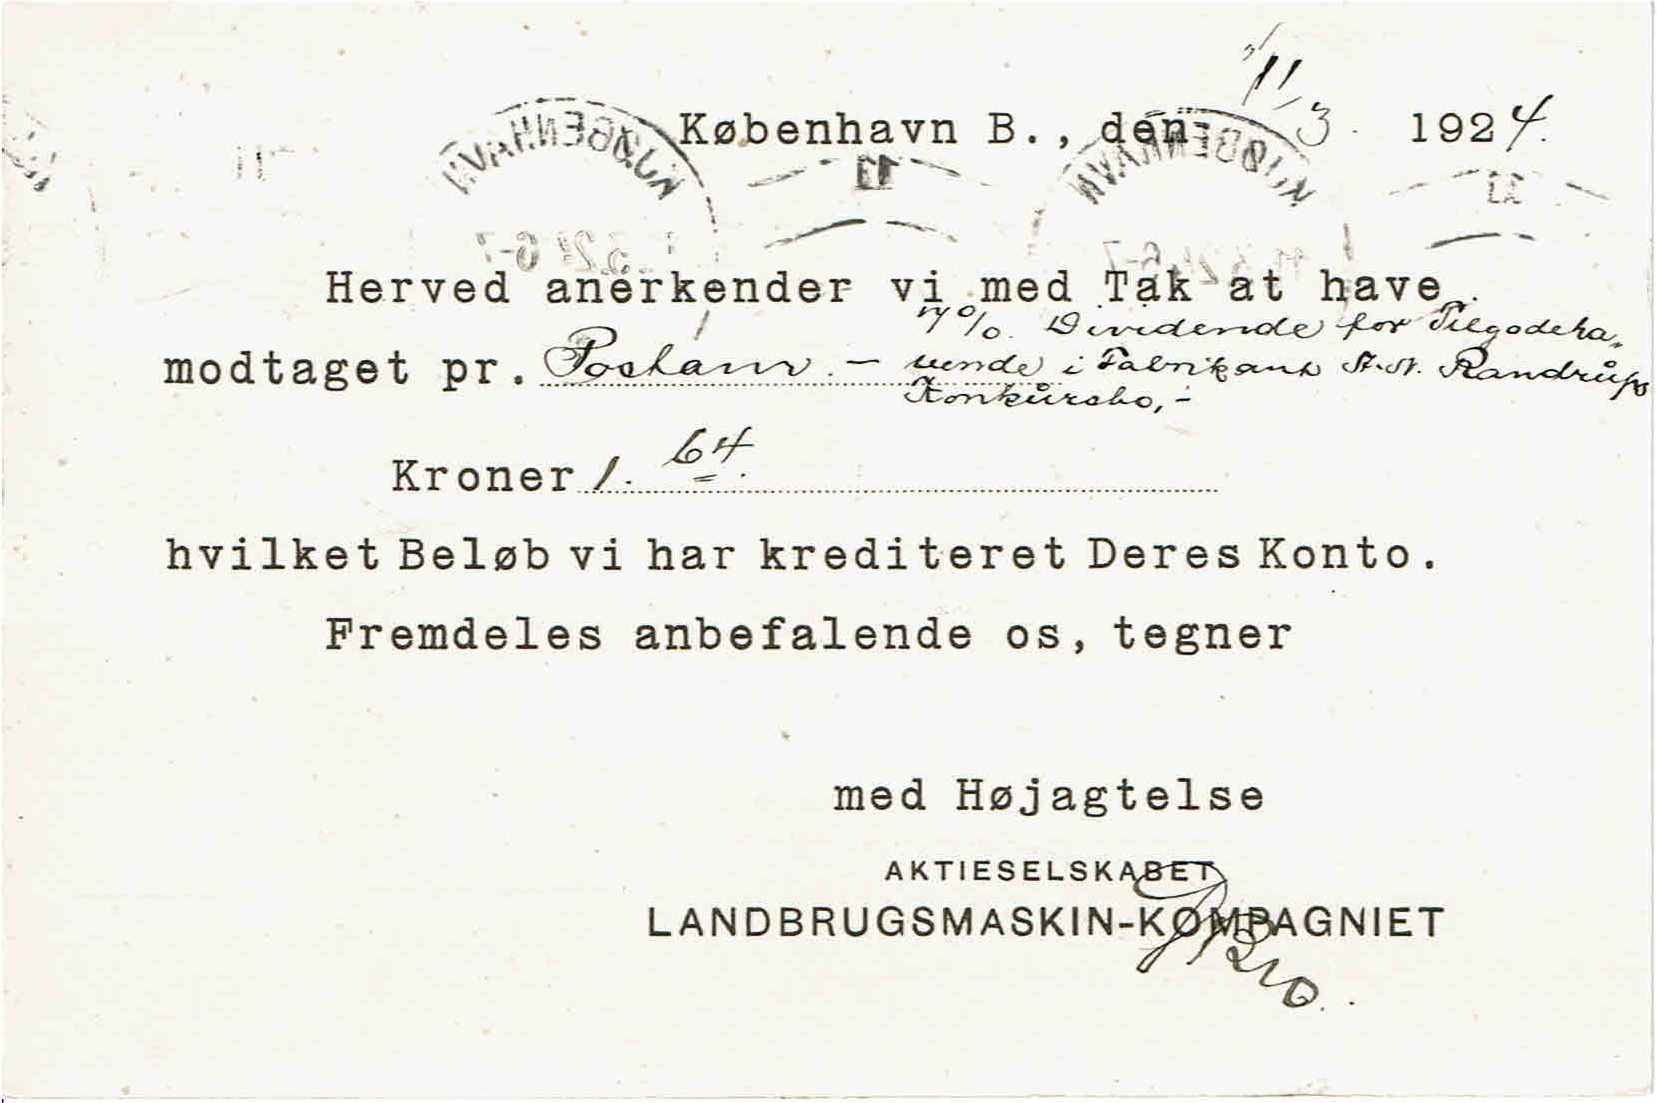 København B., den 11/3 1924.
Herved anerkender vi med Tak at have
modtaget pr. Postanv. — % Dividende for Tilgodeha-
vende i Fabrikant Randrups
Konkursbo,-
Kroner 1.64.
hvilket Beløb vi har krediteret Deres Konto.
Fremdeles anbefalende os, tegner
med Højagtelse
AKTIESELSKABET
LANDBRUGSMASKIN-KOMPAGNIET